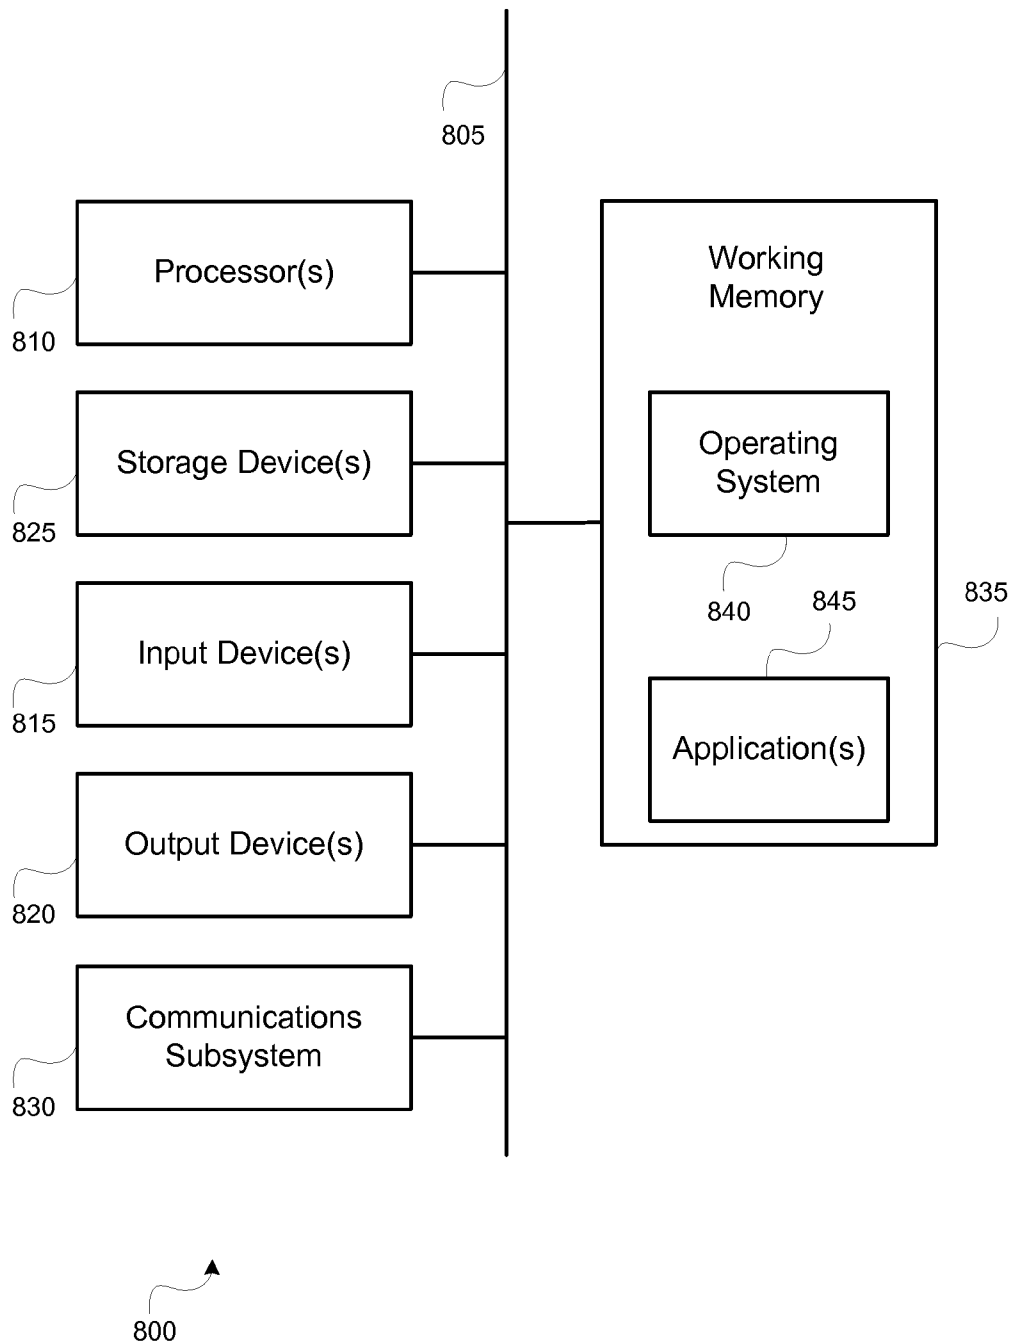 805
Processor(s)
810
Storage Device(s)
825
Input Device(s)
815
Output Device(s)
820
Communications
Subsystem
830
Working
Memory
Operating
System
840
845
835
Application(s)
800